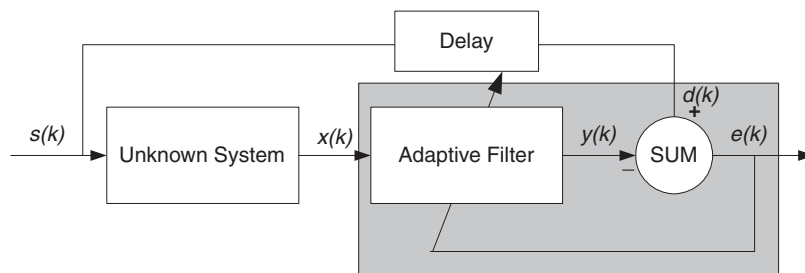 Delay
s(k)
Unknown System
x(k)
Adaptive Filter
y(k)
d(k)
+
–
SUM
e(k)